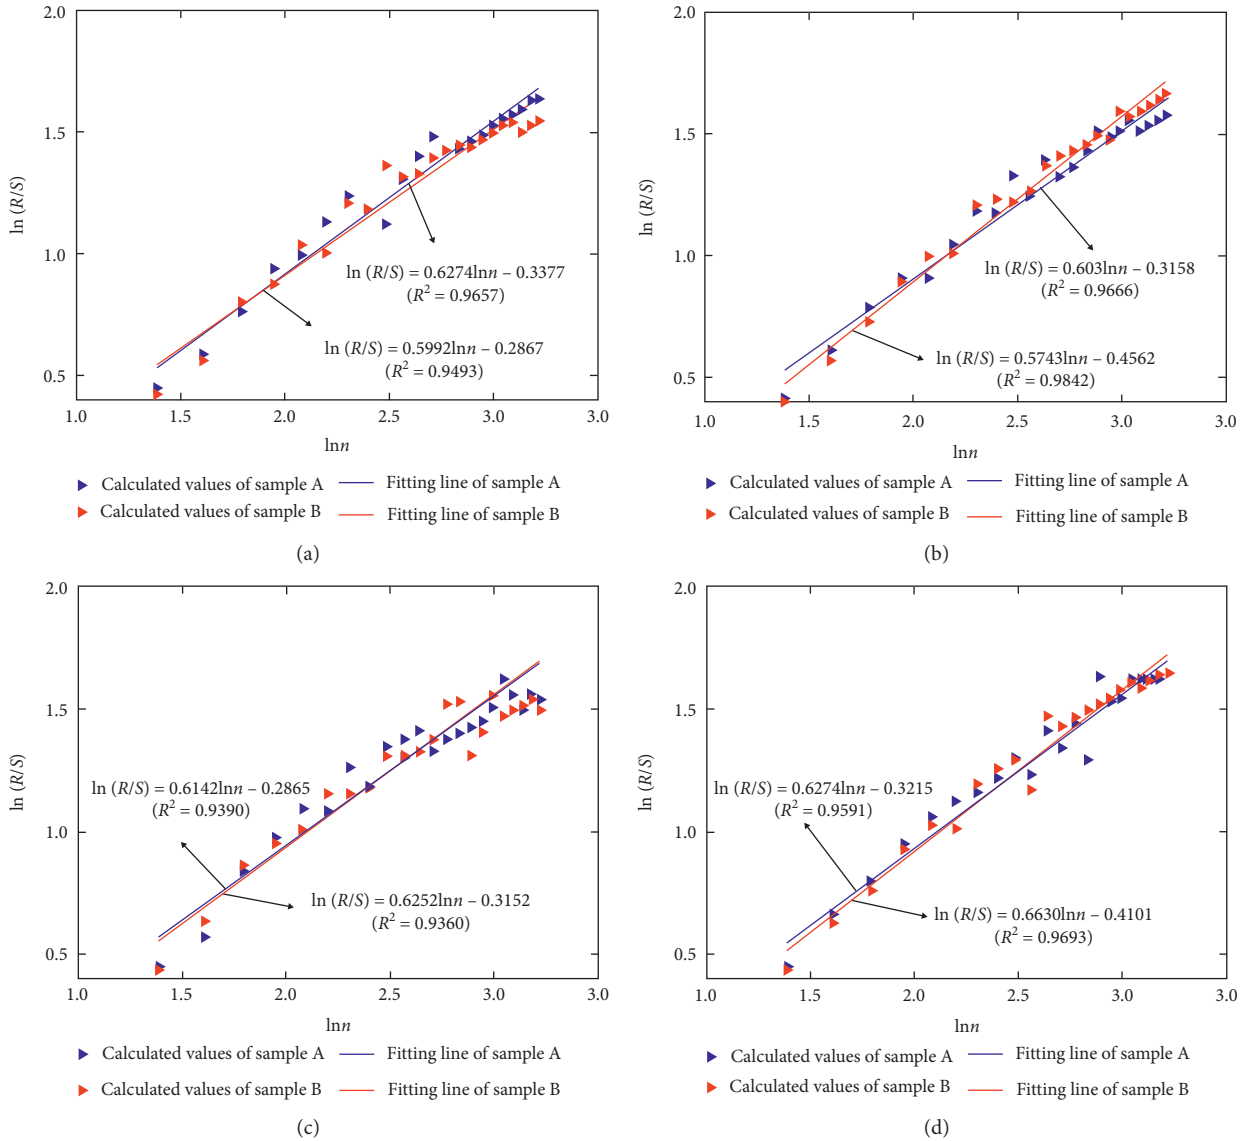 2.0
1.5
1.0
0.5
ln (R/S)
1.0 1.5 2.0 2.5 3.0 3.0
lnn
ln (R/S) = 0.6274lnn – 0.3377
(R² = 0.9657)
ln (R/S) = 0.5992lnn – 0.2867
(R² = 0.9493)
Calculated values of sample A
Fitting line of sample A
Calculated values of sample B
Fitting line of sample B
(a)
2.0
1.5
1.0
0.5
ln (R/S)
1.0 1.5 2.0 2.5 3.0 3.0
lnn
ln (R/S) = 0.603lnn – 0.3158
(R² = 0.9666)
ln (R/S) = 0.5743lnn – 0.4562
(R² = 0.9842)
Calculated values of sample A
Fitting line of sample A
Calculated values of sample B
Fitting line of sample B
(b)
2.0
1.5
1.0
0.5
ln (R/S)
1.0 1.5 2.0 2.5 3.0 3.0
lnn
ln (R/S) = 0.6142lnn – 0.2865
(R² = 0.9390)
ln (R/S) = 0.6252lnn – 0.3152
(R² = 0.9360)
Calculated values of sample A
Fitting line of sample A
Calculated values of sample B
Fitting line of sample B
(c)
2.0
1.5
1.0
0.5
ln (R/S)
1.0 1.5 2.0 2.5 3.0 3.0
lnn
ln (R/S) = 0.6274lnn – 0.3215
(R² = 0.9591)
ln (R/S) = 0.6630lnn – 0.4101
(R² = 0.9693)
Calculated values of sample A
Fitting line of sample A
Calculated values of sample B
Fitting line of sample B
(d)